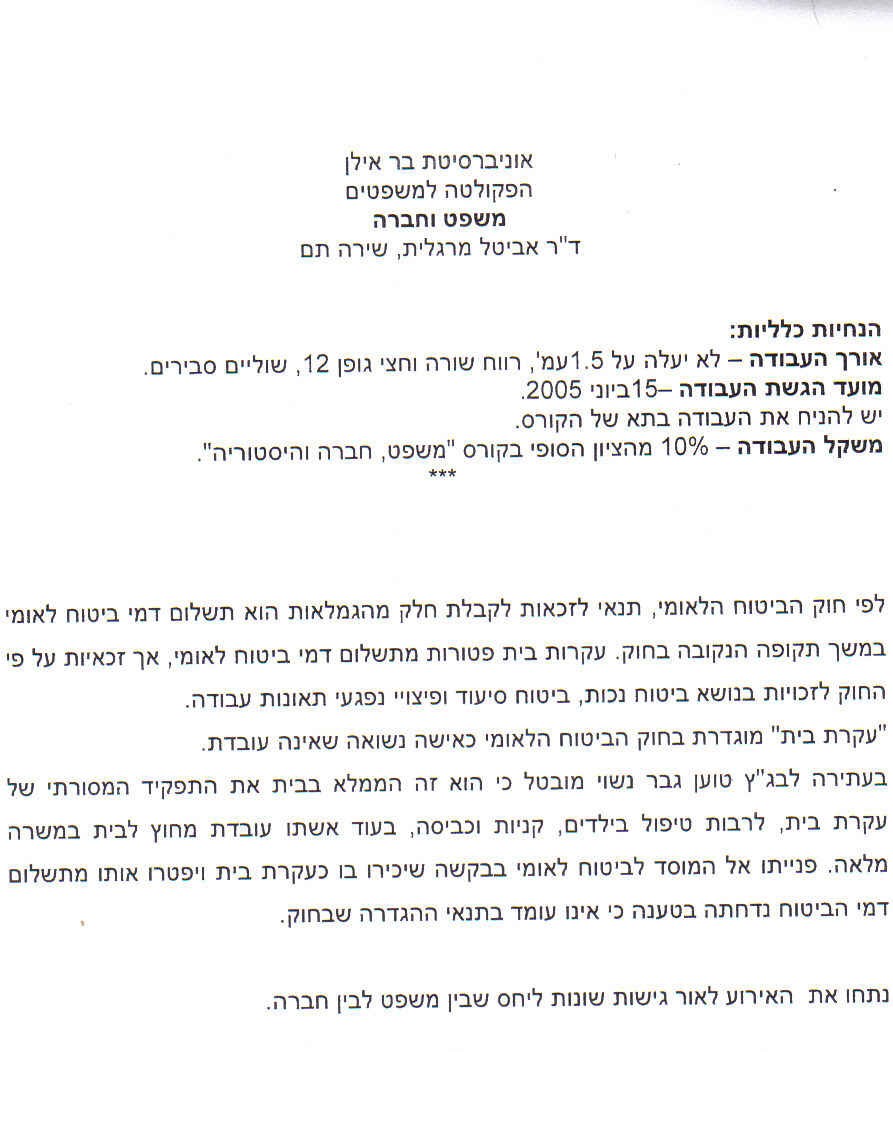 אוניברסיטת בר אילן
הפקולטה למשפטים
משפט וחברה
ד"ר אביטל מרגלית, שירה תם
הנחיות כלליות:
אורך העבודה – לא יעלה על 1.5עמ', רווח שורה וחצי גופן 12, שוליים סבירים.
מועד הגשת העבודה –15ביוני 2005.
יש להניח את העבודה בתא של הקורס.
משקל העבודה – 10% מהציון הסופי בקורס "משפט, חברה והיסטוריה".
***
לפי חוק הביטוח הלאומי, תנאי לזכאות לקבלת חלק מהגמלאות הוא תשלום דמי ביטוח לאומי
במשך תקופה הנקובה בחוק. עקרות בית פטורות מתשלום דמי ביטוח לאומי, אך זכאיות על פי
החוק לזכויות בנושא ביטוח נכות, ביטוח סיעוד ופיצויי נפגעי תאונות עבודה.
"עקרת בית" מוגדרת בחוק הביטוח הלאומי כאישה נשואה שאינה עובדת.
בעתירה לבג"ץ טוען גבר נשוי מובטל כי הוא זה הממלא בבית את התפקיד המסורתי של
עקרת בית, לרבות טיפול בילדים, קניות וכביסה, בעוד אשתו עובדת מחוץ לבית במשרה
מלאה. פנייתו אל המוסד לביטוח לאומי בבקשה שיכירו בו כעקרת בית ויפטרו אותו מתשלום
דמי הביטוח נדחתה בטענה כי אינו עומד בתנאי ההגדרה שבחוק.
נתחו את  האירוע לאור גישות שונות ליחס שבין משפט לבין חברה.